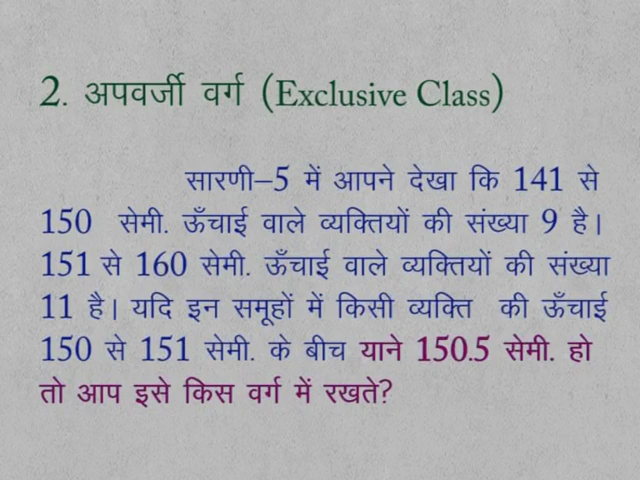 2. अपवर्जी वर्ग (Exclusive Class)
सारणी–5 में आपने देखा कि 141 से
150 सेमी. ऊँचाई वाले व्यक्तियों की संख्या 9 है।
151 से 160 सेमी. ऊँचाई वाले व्यक्तियों की संख्या
11 है। यदि इन समूहों में किसी व्यक्ति की ऊँचाई
150 से 151 सेमी. के बीच याने 150.5 सेमी. हो
तो आप इसे किस वर्ग में रखते?